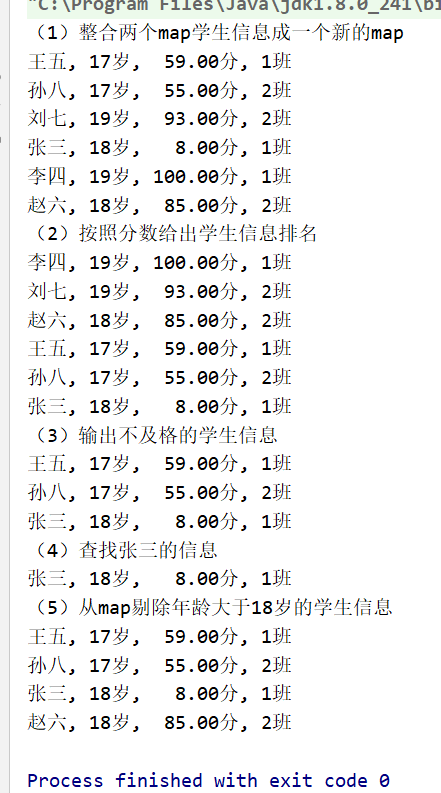 "C:\Program Files\Java\jdk1.8.0_241\bi
（1）整合两个map学生信息成一个新的map
王五, 17岁,  59.00分, 1班
孙八, 17岁,  55.00分, 2班
刘七, 19岁,  93.00分, 2班
张三, 18岁,   8.00分, 1班
李四, 19岁, 100.00分, 1班
赵六, 18岁,  85.00分, 2班
（2）按照分数给出学生信息排名
李四, 19岁, 100.00分, 1班
刘七, 19岁,  93.00分, 2班
赵六, 18岁,  85.00分, 2班
王五, 17岁,  59.00分, 1班
孙八, 17岁,  55.00分, 2班
张三, 18岁,   8.00分, 1班
（3）输出不及格的学生信息
王五, 17岁,  59.00分, 1班
孙八, 17岁,  55.00分, 2班
张三, 18岁,   8.00分, 1班
（4）查找张三的信息
张三, 18岁,   8.00分, 1班
（5）从map剔除年龄大于18岁的学生信息
王五, 17岁,  59.00分, 1班
孙八, 17岁,  55.00分, 2班
张三, 18岁,   8.00分, 1班
赵六, 18岁,  85.00分, 2班
Process finished with exit code 0